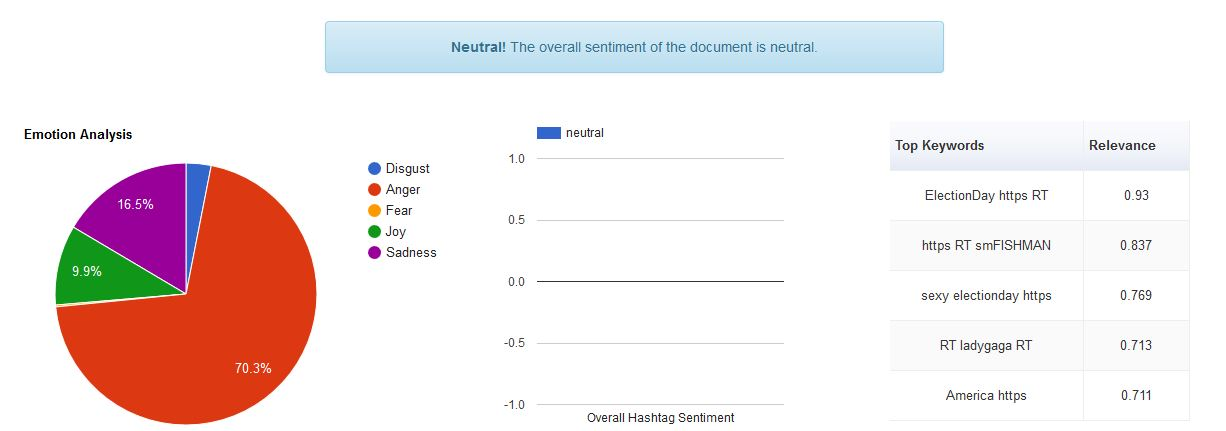 Neutral! The overall sentiment of the document is neutral.
Emotion Analysis
16.5%
9.9%
70.3%
Disgust
Anger
Fear
Joy
Sadness
neutral
1.0
0.5
0.0
-0.5
-1.0
Overall Hashtag Sentiment
Top Keywords Relevance
ElectionDay https RT 0.93
https RT smFISHMAN 0.837
sexy electionday https 0.769
RT ladygaga RT 0.713
America https 0.711